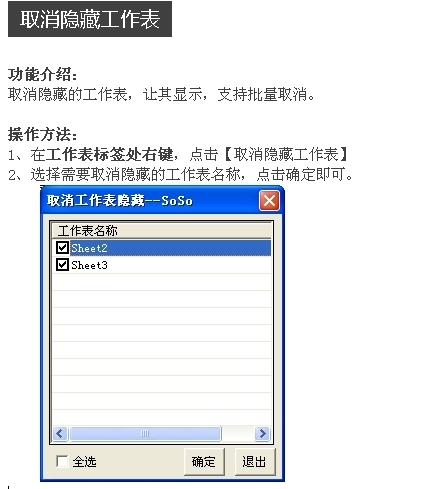 取消隐藏工作表
功能介绍：
取消隐藏的工作表，让其显示，支持批量取消。
操作方法：
1、在工作表标签处右键，点击【取消隐藏工作表】
2、选择需要取消隐藏的工作表名称，点击确定即可。
取消工作表隐藏--SoSo
工作表名称
Sheet2
Sheet3
全选 确定 退出